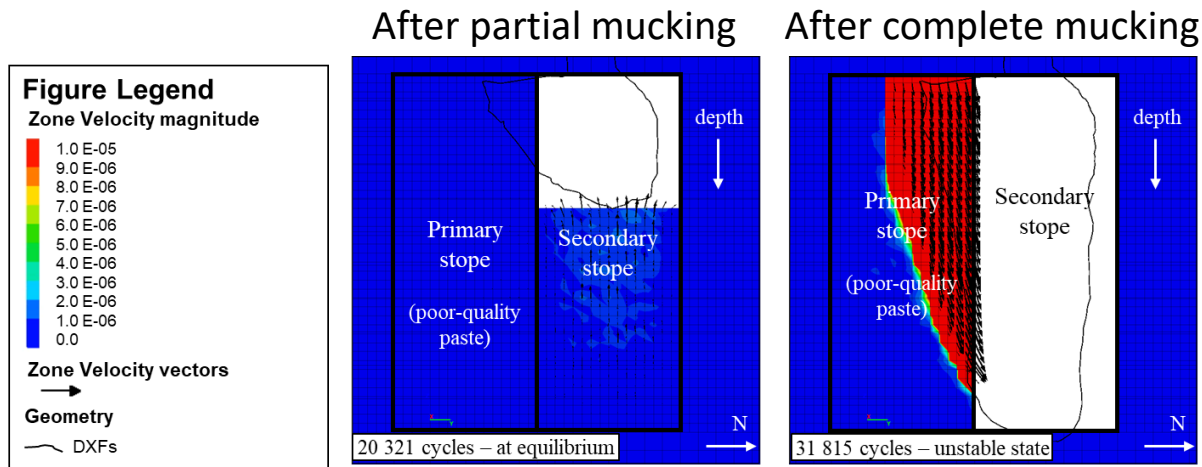 After partial mucking
After complete mucking
Figure Legend
Zone Velocity magnitude
1.0 E-05
9.0 E-06
8.0 E-06
7.0 E-06
6.0 E-06
5.0 E-06
4.0 E-06
3.0 E-06
2.0 E-06
1.0 E-06
0.0
Zone Velocity vectors
Geometry
DXFs
depth
Primary
stope
(poor-quality
paste)
Secondary
stope
N
20 321 cycles – at equilibrium
depth
Primary
stope
(poor-quality
paste)
Secondary
stope
N
31 815 cycles – unstable state